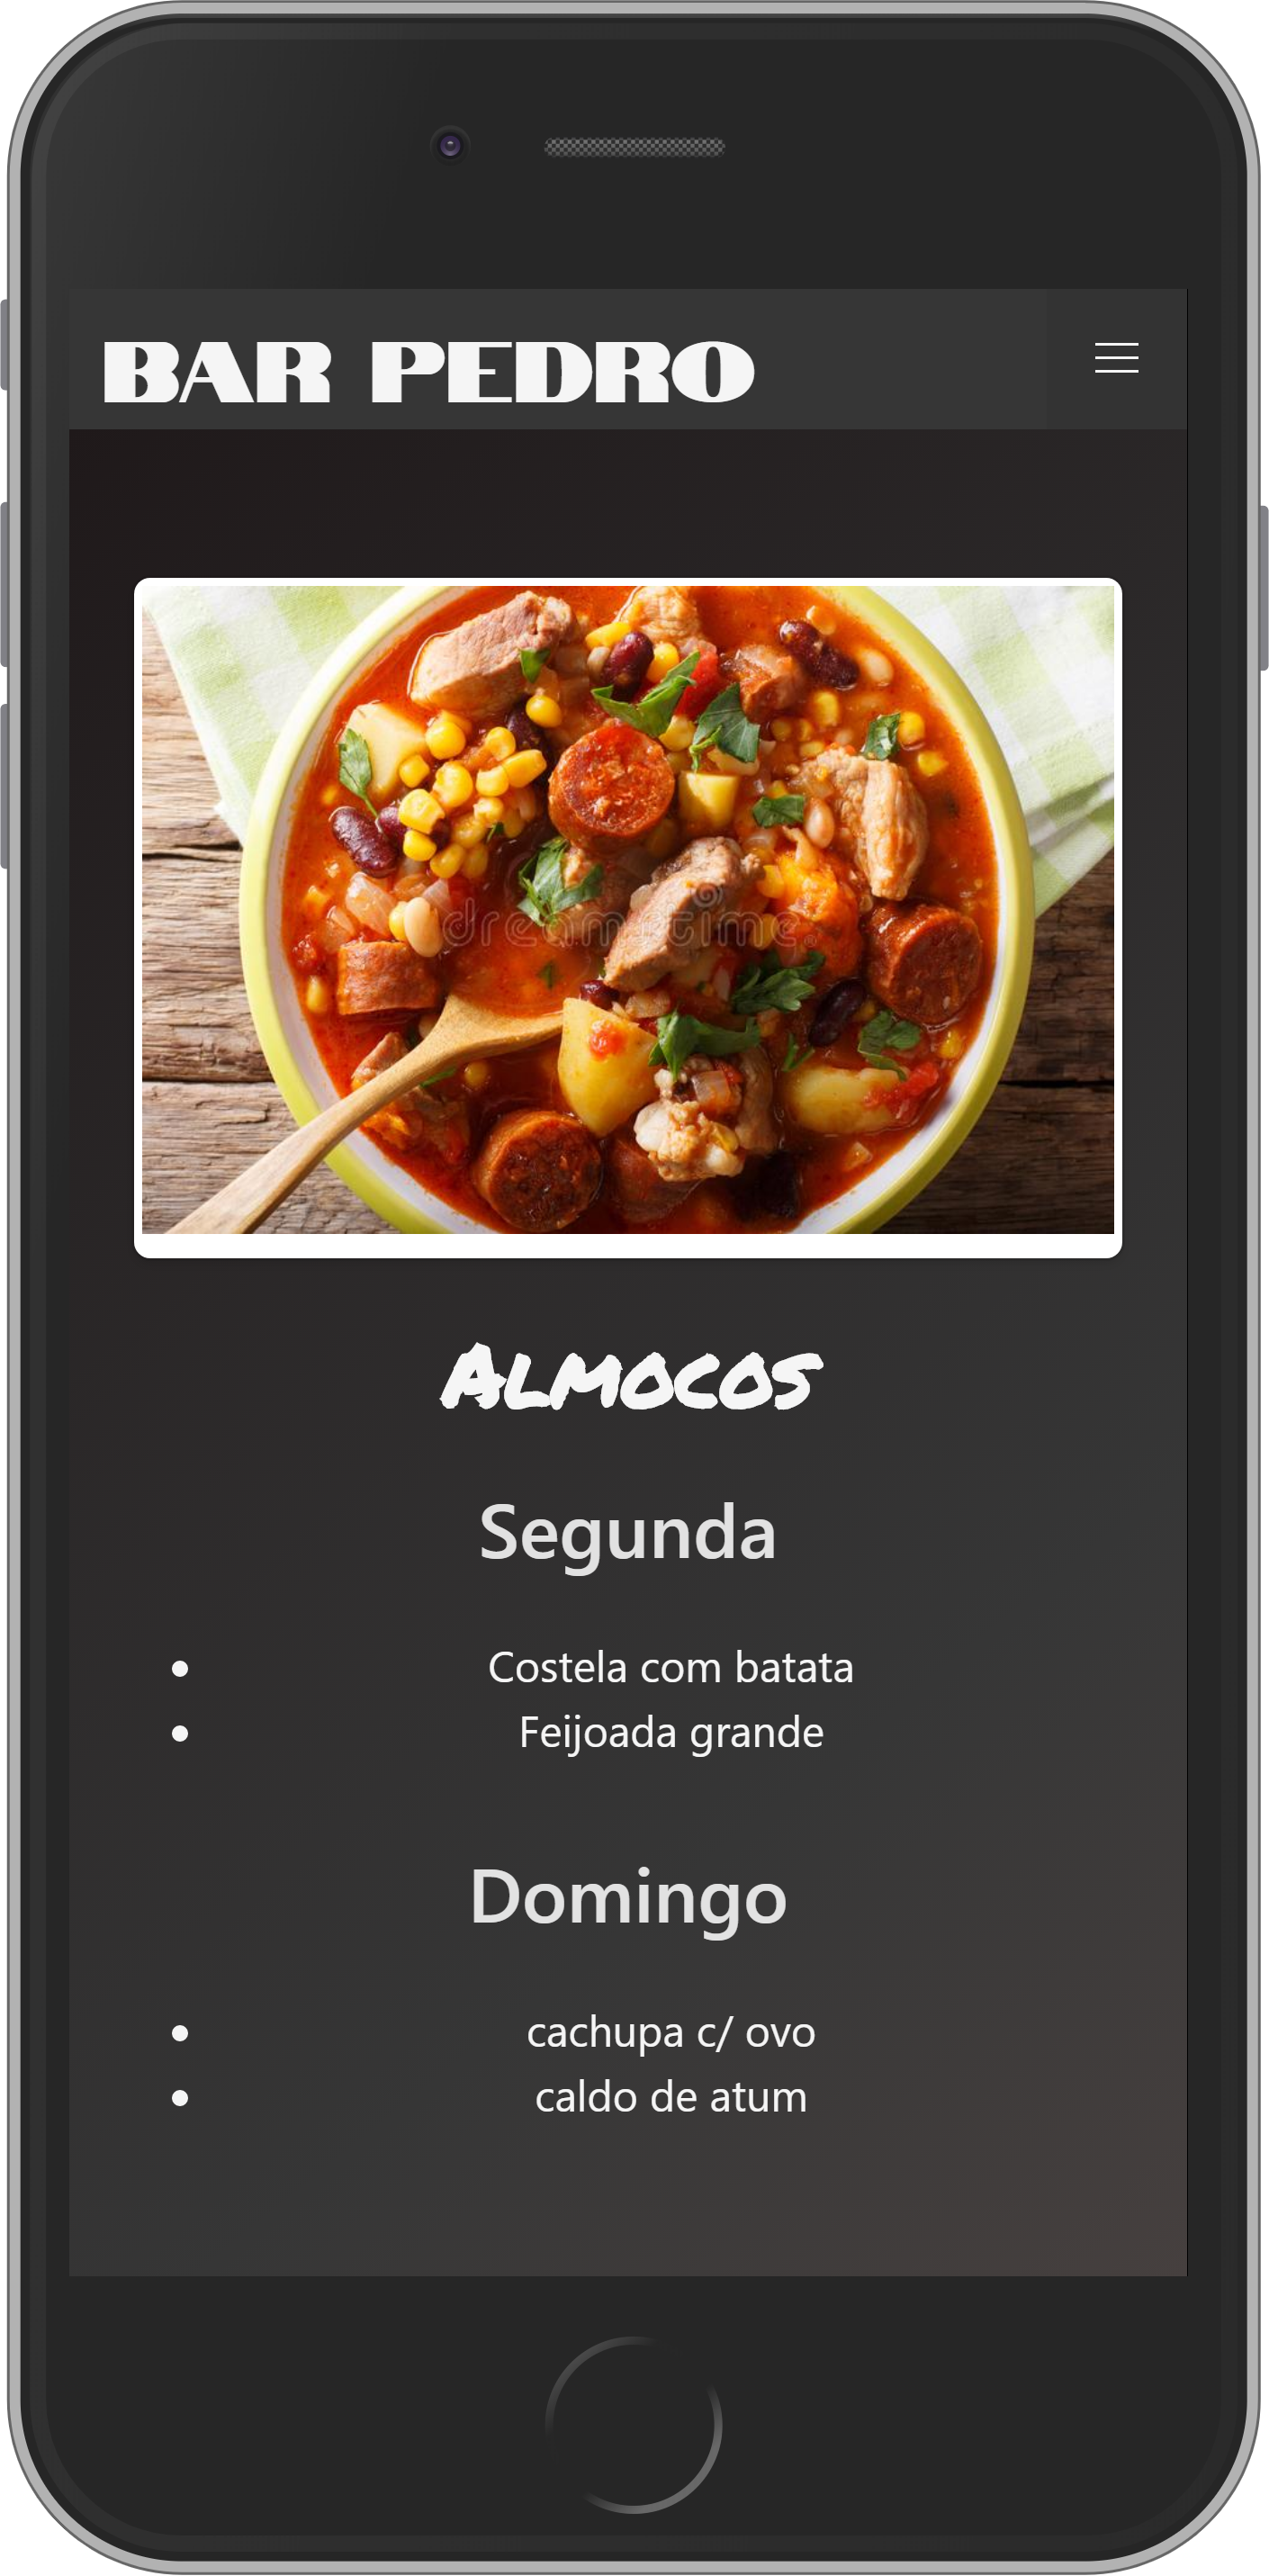 BAR PEDRO
dreamstime
ALMOCOS
Segunda
Costela com batata
Feijoada grande
Domingo
cachupa c/ ovo
caldo de atum